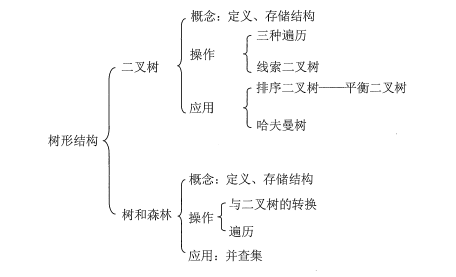 概念：定义、存储结构
三种遍历
操作
二叉树
线索二叉树
排序二叉树——平衡二叉树
应用
哈夫曼树
树形结构
概念：定义、存储结构
与二叉树的转换
树和森林
操作
遍历
应用：并查集